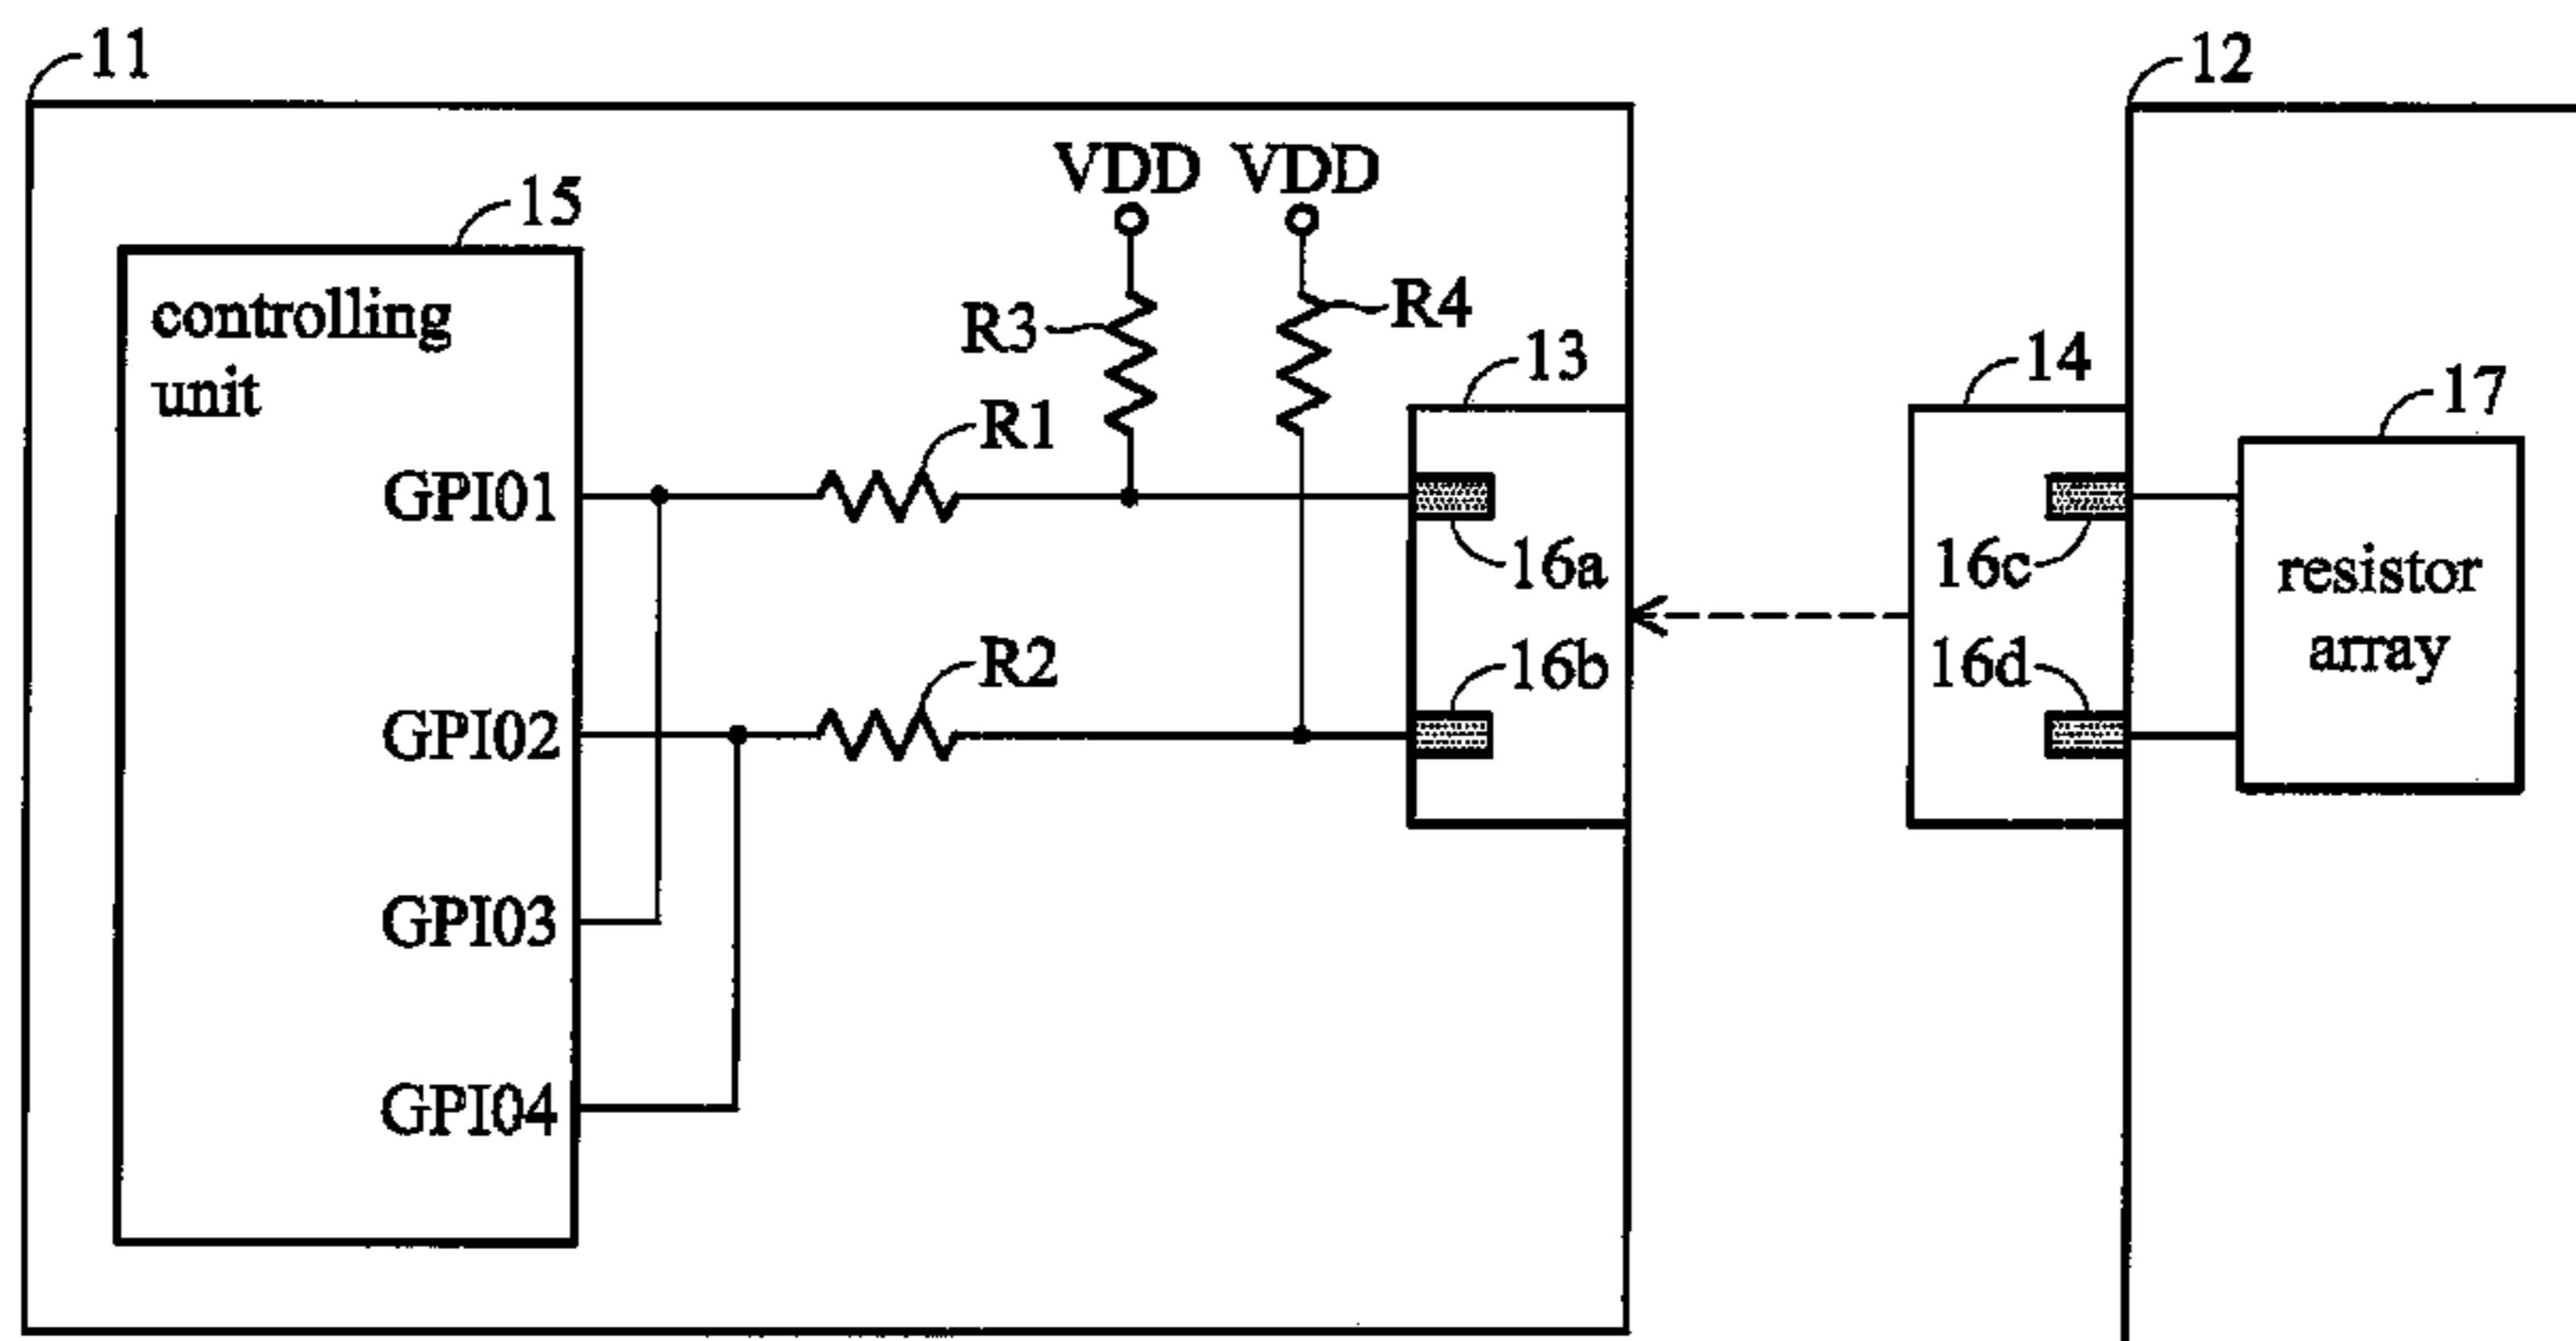 11
12
VDD VDD
15
controlling
unit
R3
R4
13
14
17
R1
GPI01
16a
16c
resistor
array
R2
16b
16d
GPI02
GPI03
GPI04